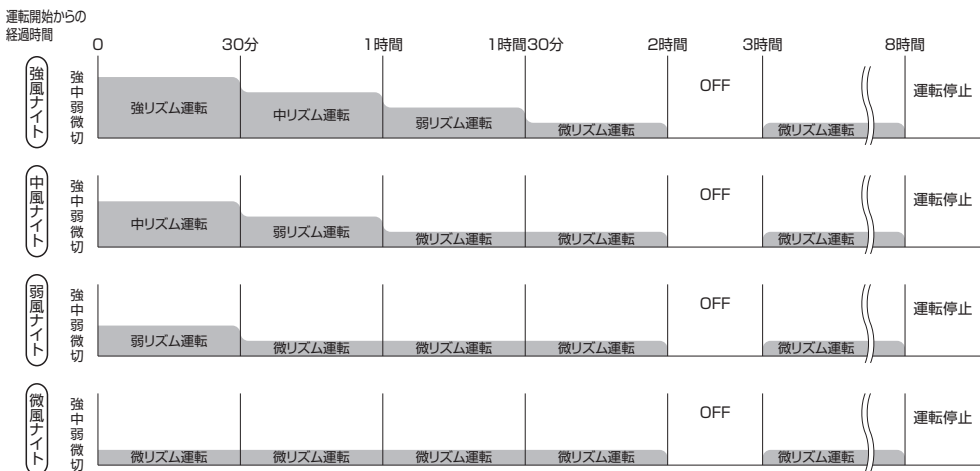 運転開始からの
経過時間
0 30分 1時間 1時間30分 2時間 3時間 8時間
強風ナイト
強
中
弱
微
切
強リズム運転 中リズム運転 弱リズム運転 微リズム運転 OFF 微リズム運転 運転停止
中風ナイト
強
中
弱
微
切
中リズム運転 弱リズム運転 微リズム運転 微リズム運転 OFF 微リズム運転 運転停止
弱風ナイト
強
中
弱
微
切
弱リズム運転 微リズム運転 微リズム運転 微リズム運転 OFF 微リズム運転 運転停止
微風ナイト
強
中
弱
微
切
微リズム運転 微リズム運転 微リズム運転 微リズム運転 OFF 微リズム運転 運転停止